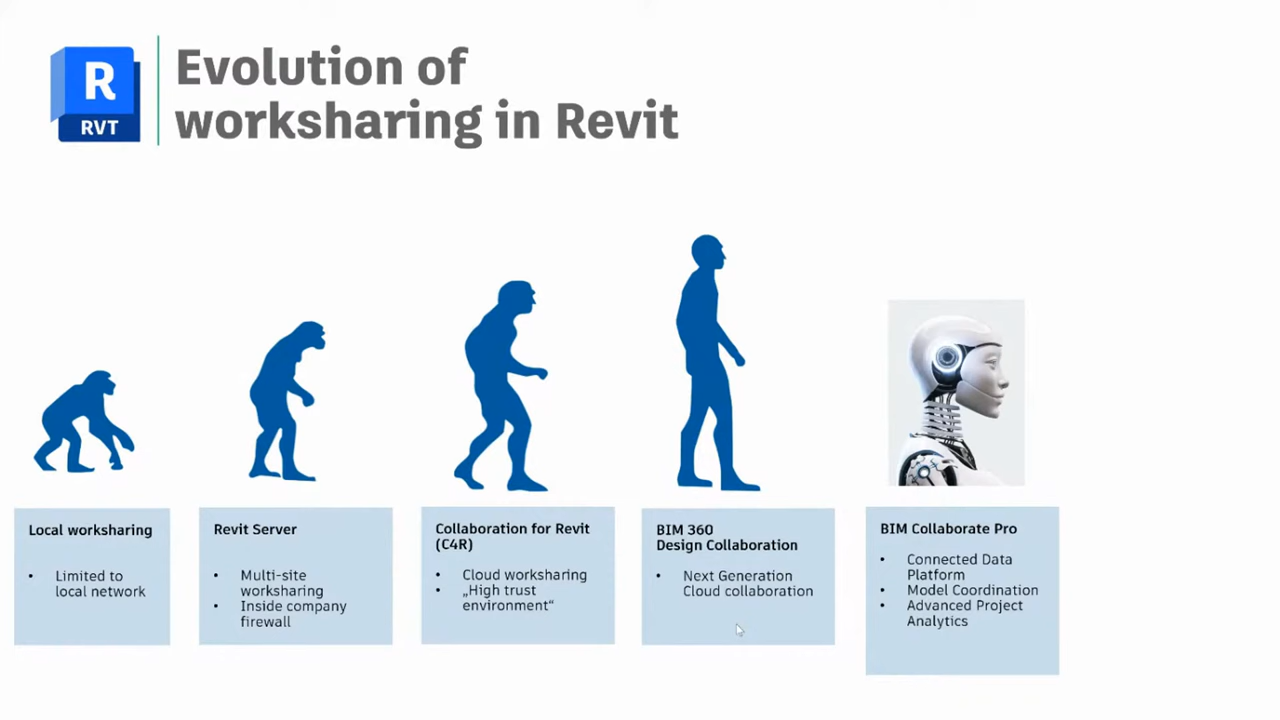 R
RVT
Evolution of
worksharing in Revit
Local worksharing
• Limited to
local network
Revit Server
• Multi-site
worksharing
• Inside company
firewall
Collaboration for Revit
(C4R)
• Cloud worksharing
• „High trust
environment“
BIM 360
Design Collaboration
• Next Generation
Cloud collaboration
BIM Collaborate Pro
• Connected Data
Platform
• Model Coordination
• Advanced Project
Analytics